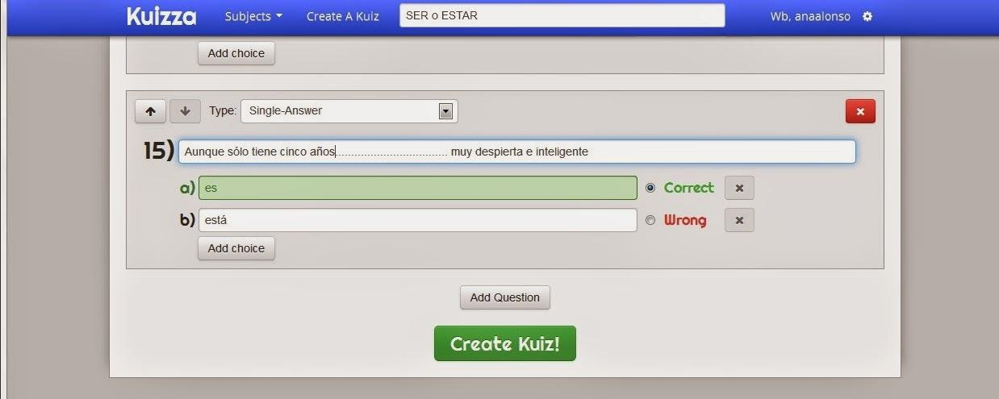 Kuizza Subjects Create A Kuiz SER o ESTAR Wb, anaalonso
Add choice
Type: Single-Answer
15) Aunque sólo tiene cinco años.................................. muy despierta e inteligente
a) es Correct
b) está Wrong
Add choice
Add Question
Create Kuiz!